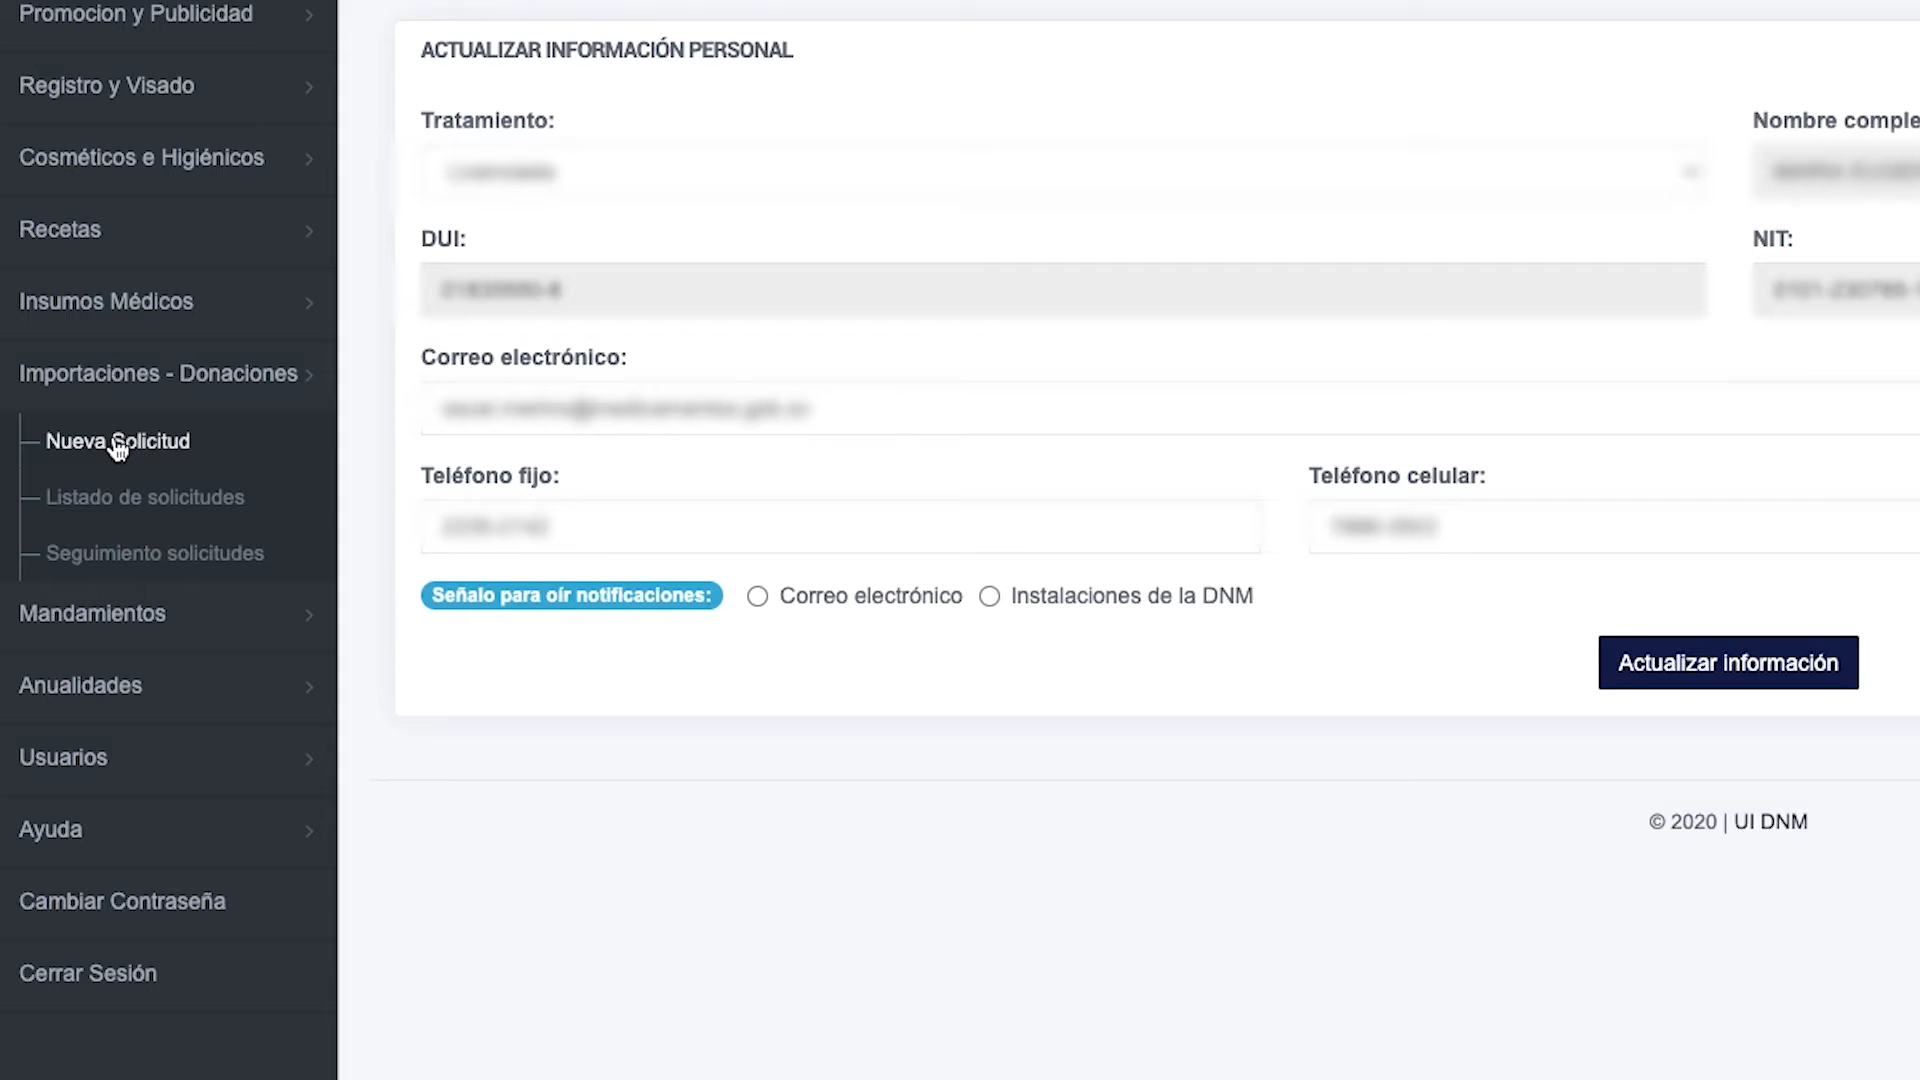 Promocion y Publicidad
Registro y Visado
Cosméticos e Higiénicos
Recetas
Insumos Médicos
Importaciones - Donaciones
Nueva Solicitud
Listado de solicitudes
Seguimiento solicitudes
Mandamientos
Anualidades
Usuarios
Ayuda
Cambiar Contraseña
Cerrar Sesión
ACTUALIZAR INFORMACIÓN PERSONAL
Tratamiento:
Nombre comple
DUI:
NIT:
Correo electrónico:
Teléfono fijo:
Teléfono celular:
Señalo para oír notificaciones: Correo electrónico Instalaciones de la DNM
Actualizar información
© 2020 | UI DNM